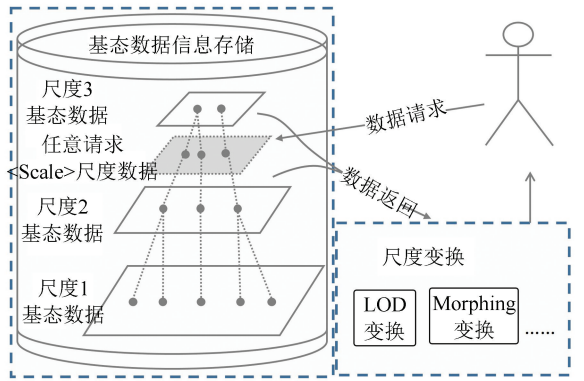 基态数据信息存储
尺度3
基态数据
任意请求
<Scale>尺度数据
尺度2
基态数据
尺度1
基态数据
数据请求
数据返回
尺度变换
LOD
变换
Morphing
变换
......